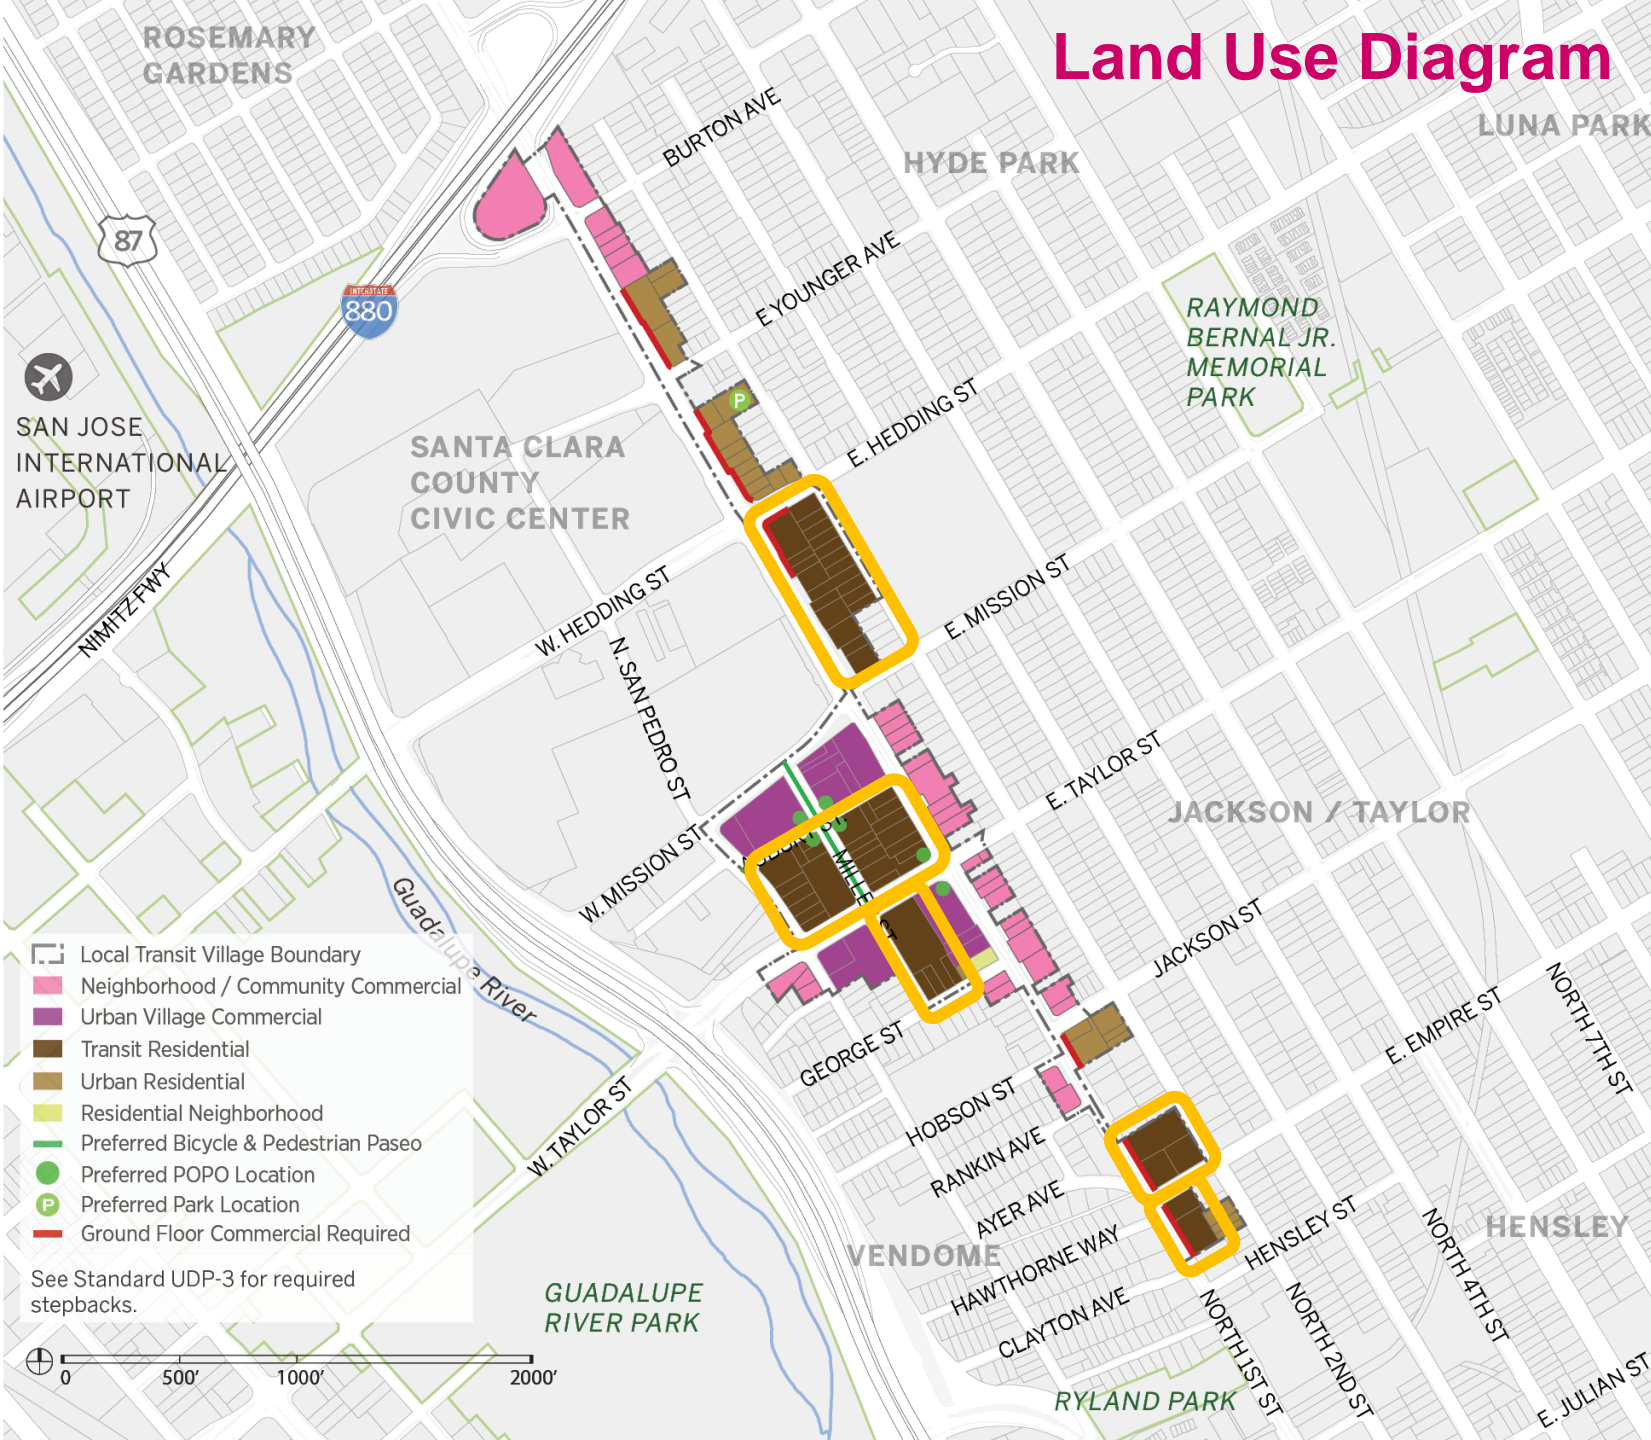 Land Use Diagram
ROSEMARY
GARDENS
BURTON AVE
LUNA PARK
HYDE PARK
87
E YOUNGER AVE
INTERSTATE
880
RAYMOND
BERNAL JR.
MEMORIAL
PARK
SAN JOSE
INTERNATIONAL
AIRPORT
P
E. HEDDING ST
SANTA CLARA
COUNTY
CIVIC CENTER
NIMITZ FWY
W. HEDDING ST
E. MISSION ST
N. SAN PEDRO ST
E. TAYLOR ST
JACKSON / TAYLOR
W. MISSION ST
Guadalupe River
JACKSON ST
E. EMPIRE ST
NORTH 7TH ST
GEORGE ST
HOBSON ST
W. TAYLOR ST
RANKIN AVE
AYER AVE
HAWTHORNE WAY
HENSLEY ST
HENSLEY
VENDOME
CLAYTON AVE
NORTH 1ST ST
NORTH 2ND ST
NORTH 4TH ST
E. JULIAN ST
GUADALUPE
RIVER PARK
RYLAND PARK
Local Transit Village Boundary
Neighborhood / Community Commercial
Urban Village Commercial
Transit Residential
Urban Residential
Residential Neighborhood
Preferred Bicycle & Pedestrian Paseo
Preferred POPO Location
P Preferred Park Location
Ground Floor Commercial Required
See Standard UDP-3 for required
stepbacks.
0 500' 1000' 2000'